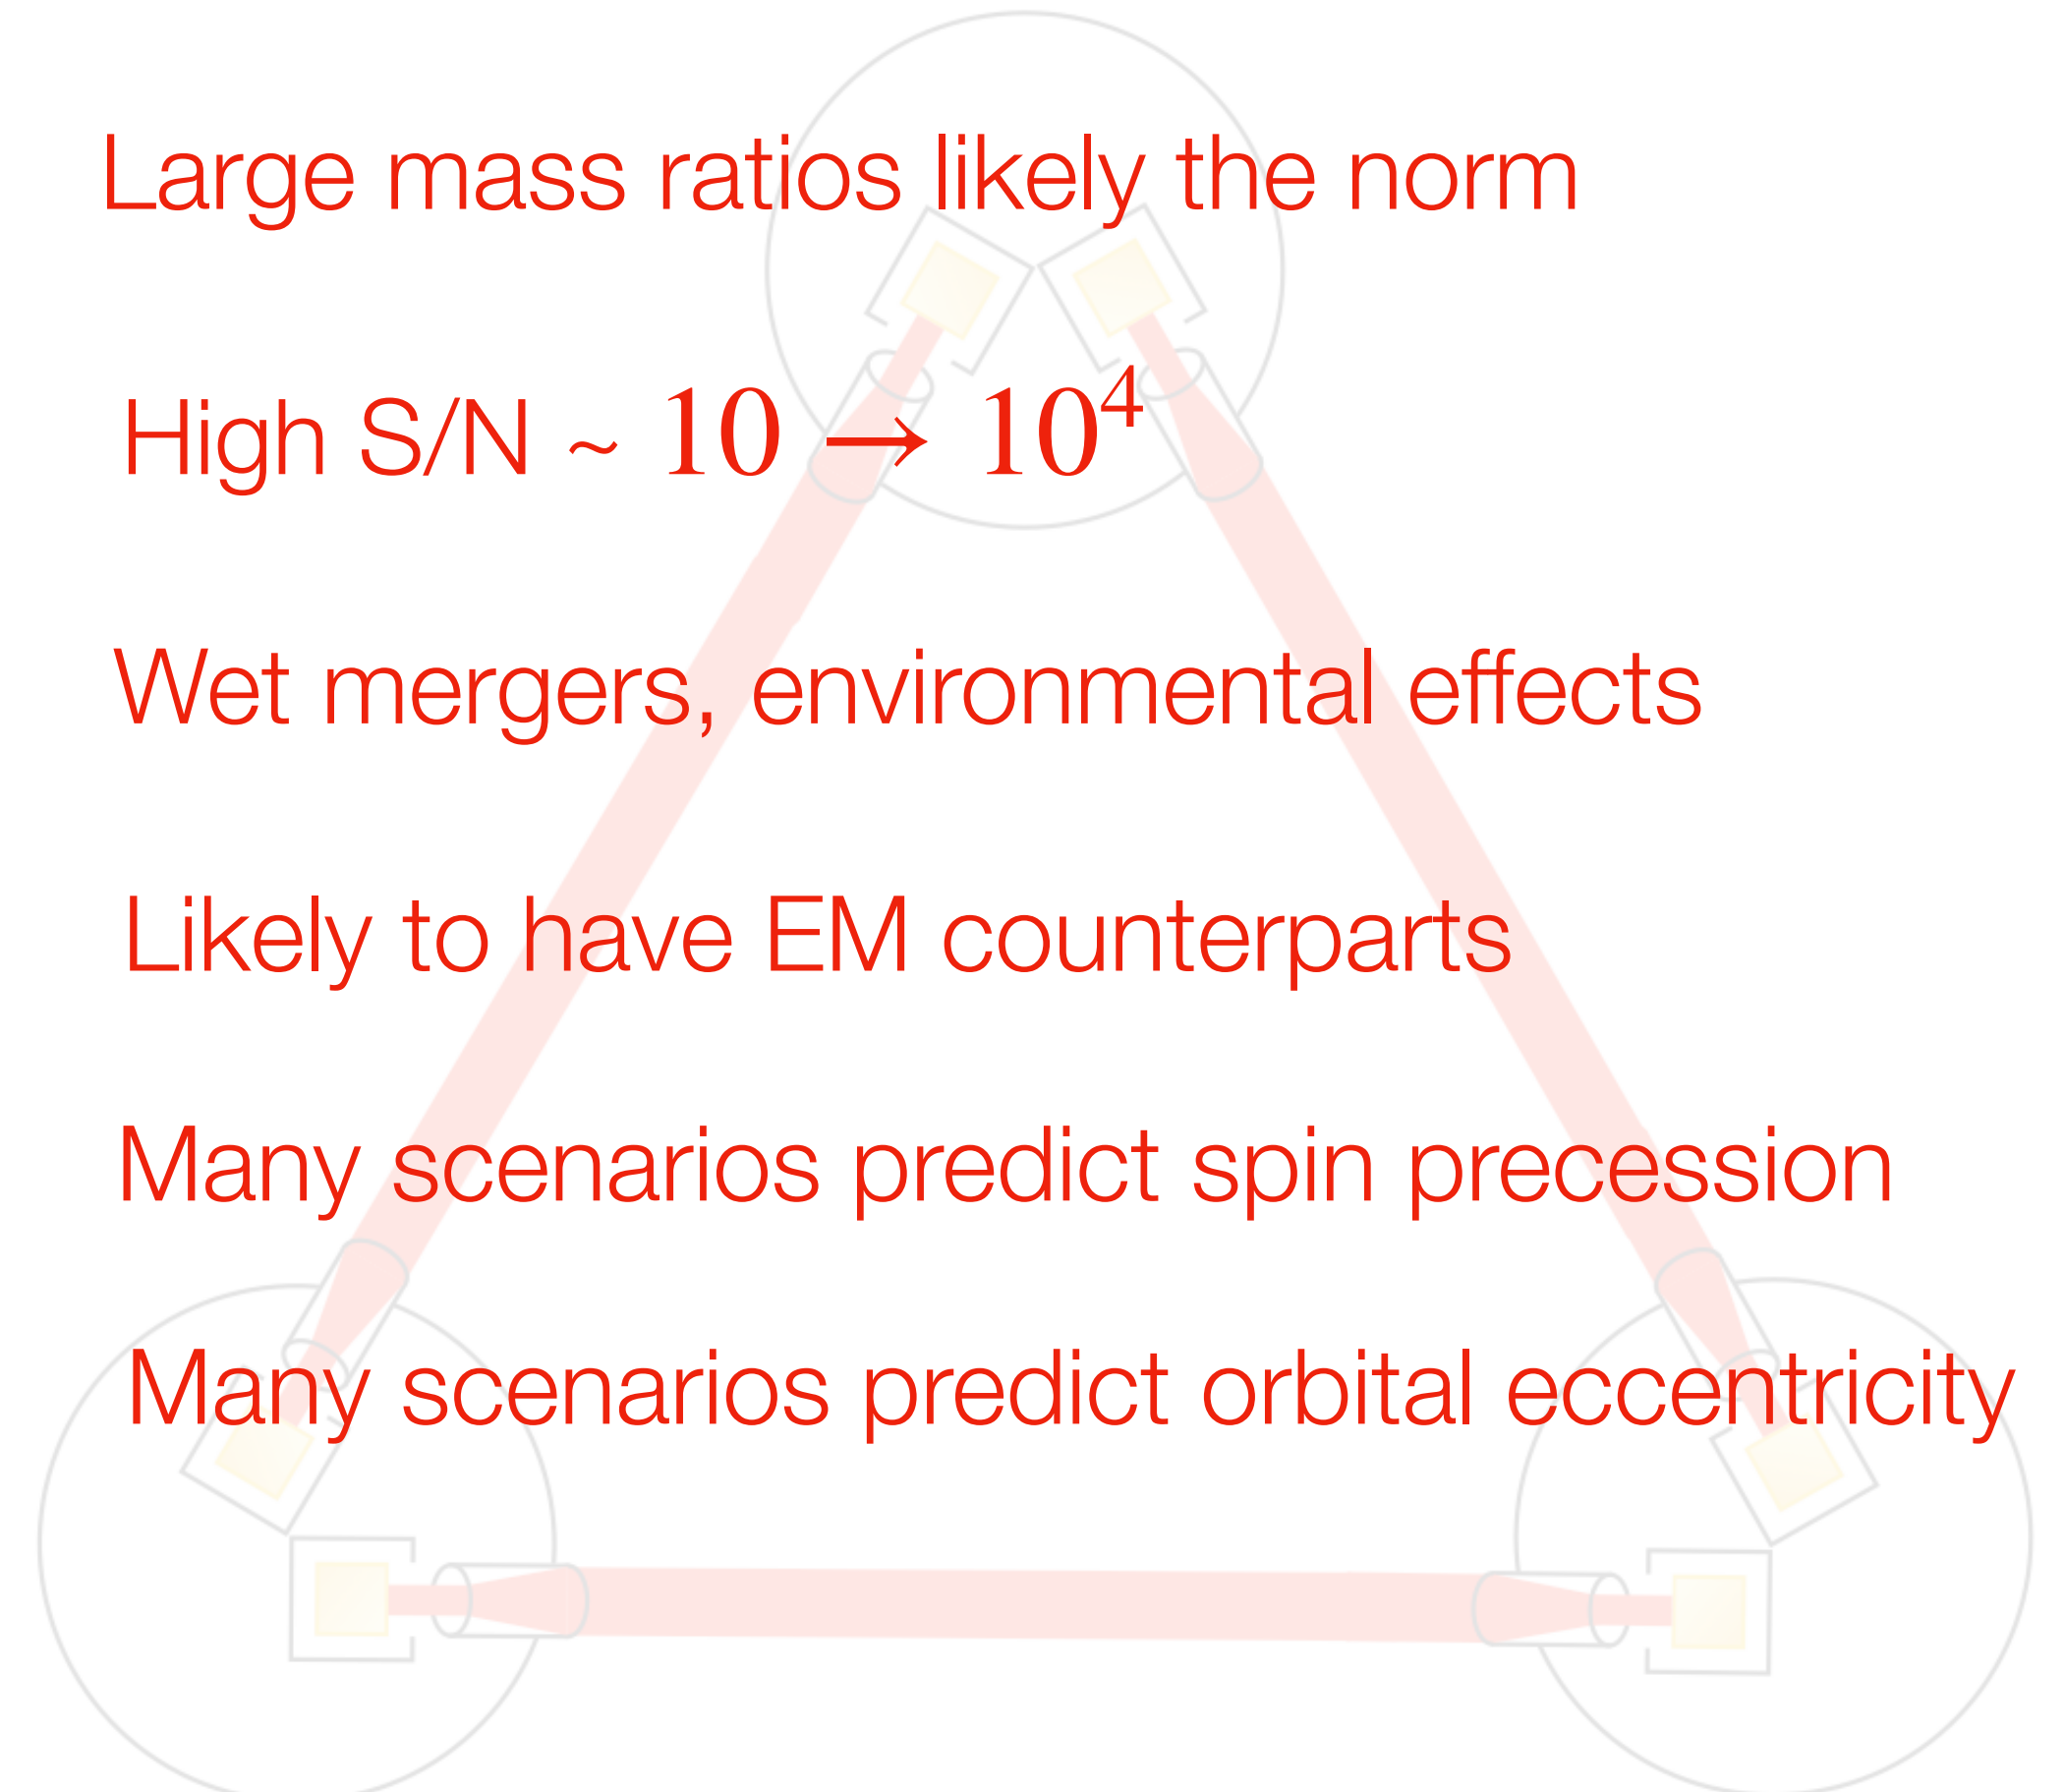 Large mass ratios likely the norm
High S/N ~ 10 → 10⁴
Wet mergers, environmental effects
Likely to have EM counterparts
Many scenarios predict spin precession
Many scenarios predict orbital eccentricity